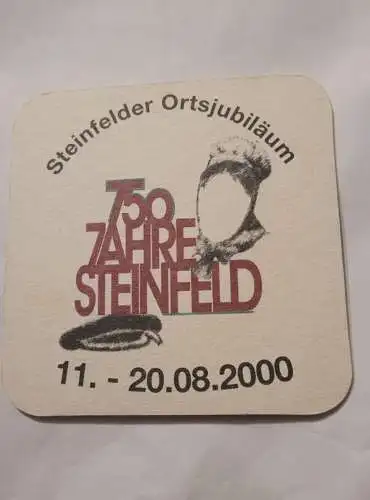 Steinfelder Ortsjubiläum
750
JAHRE
STEINFELD
11. - 20.08.2000